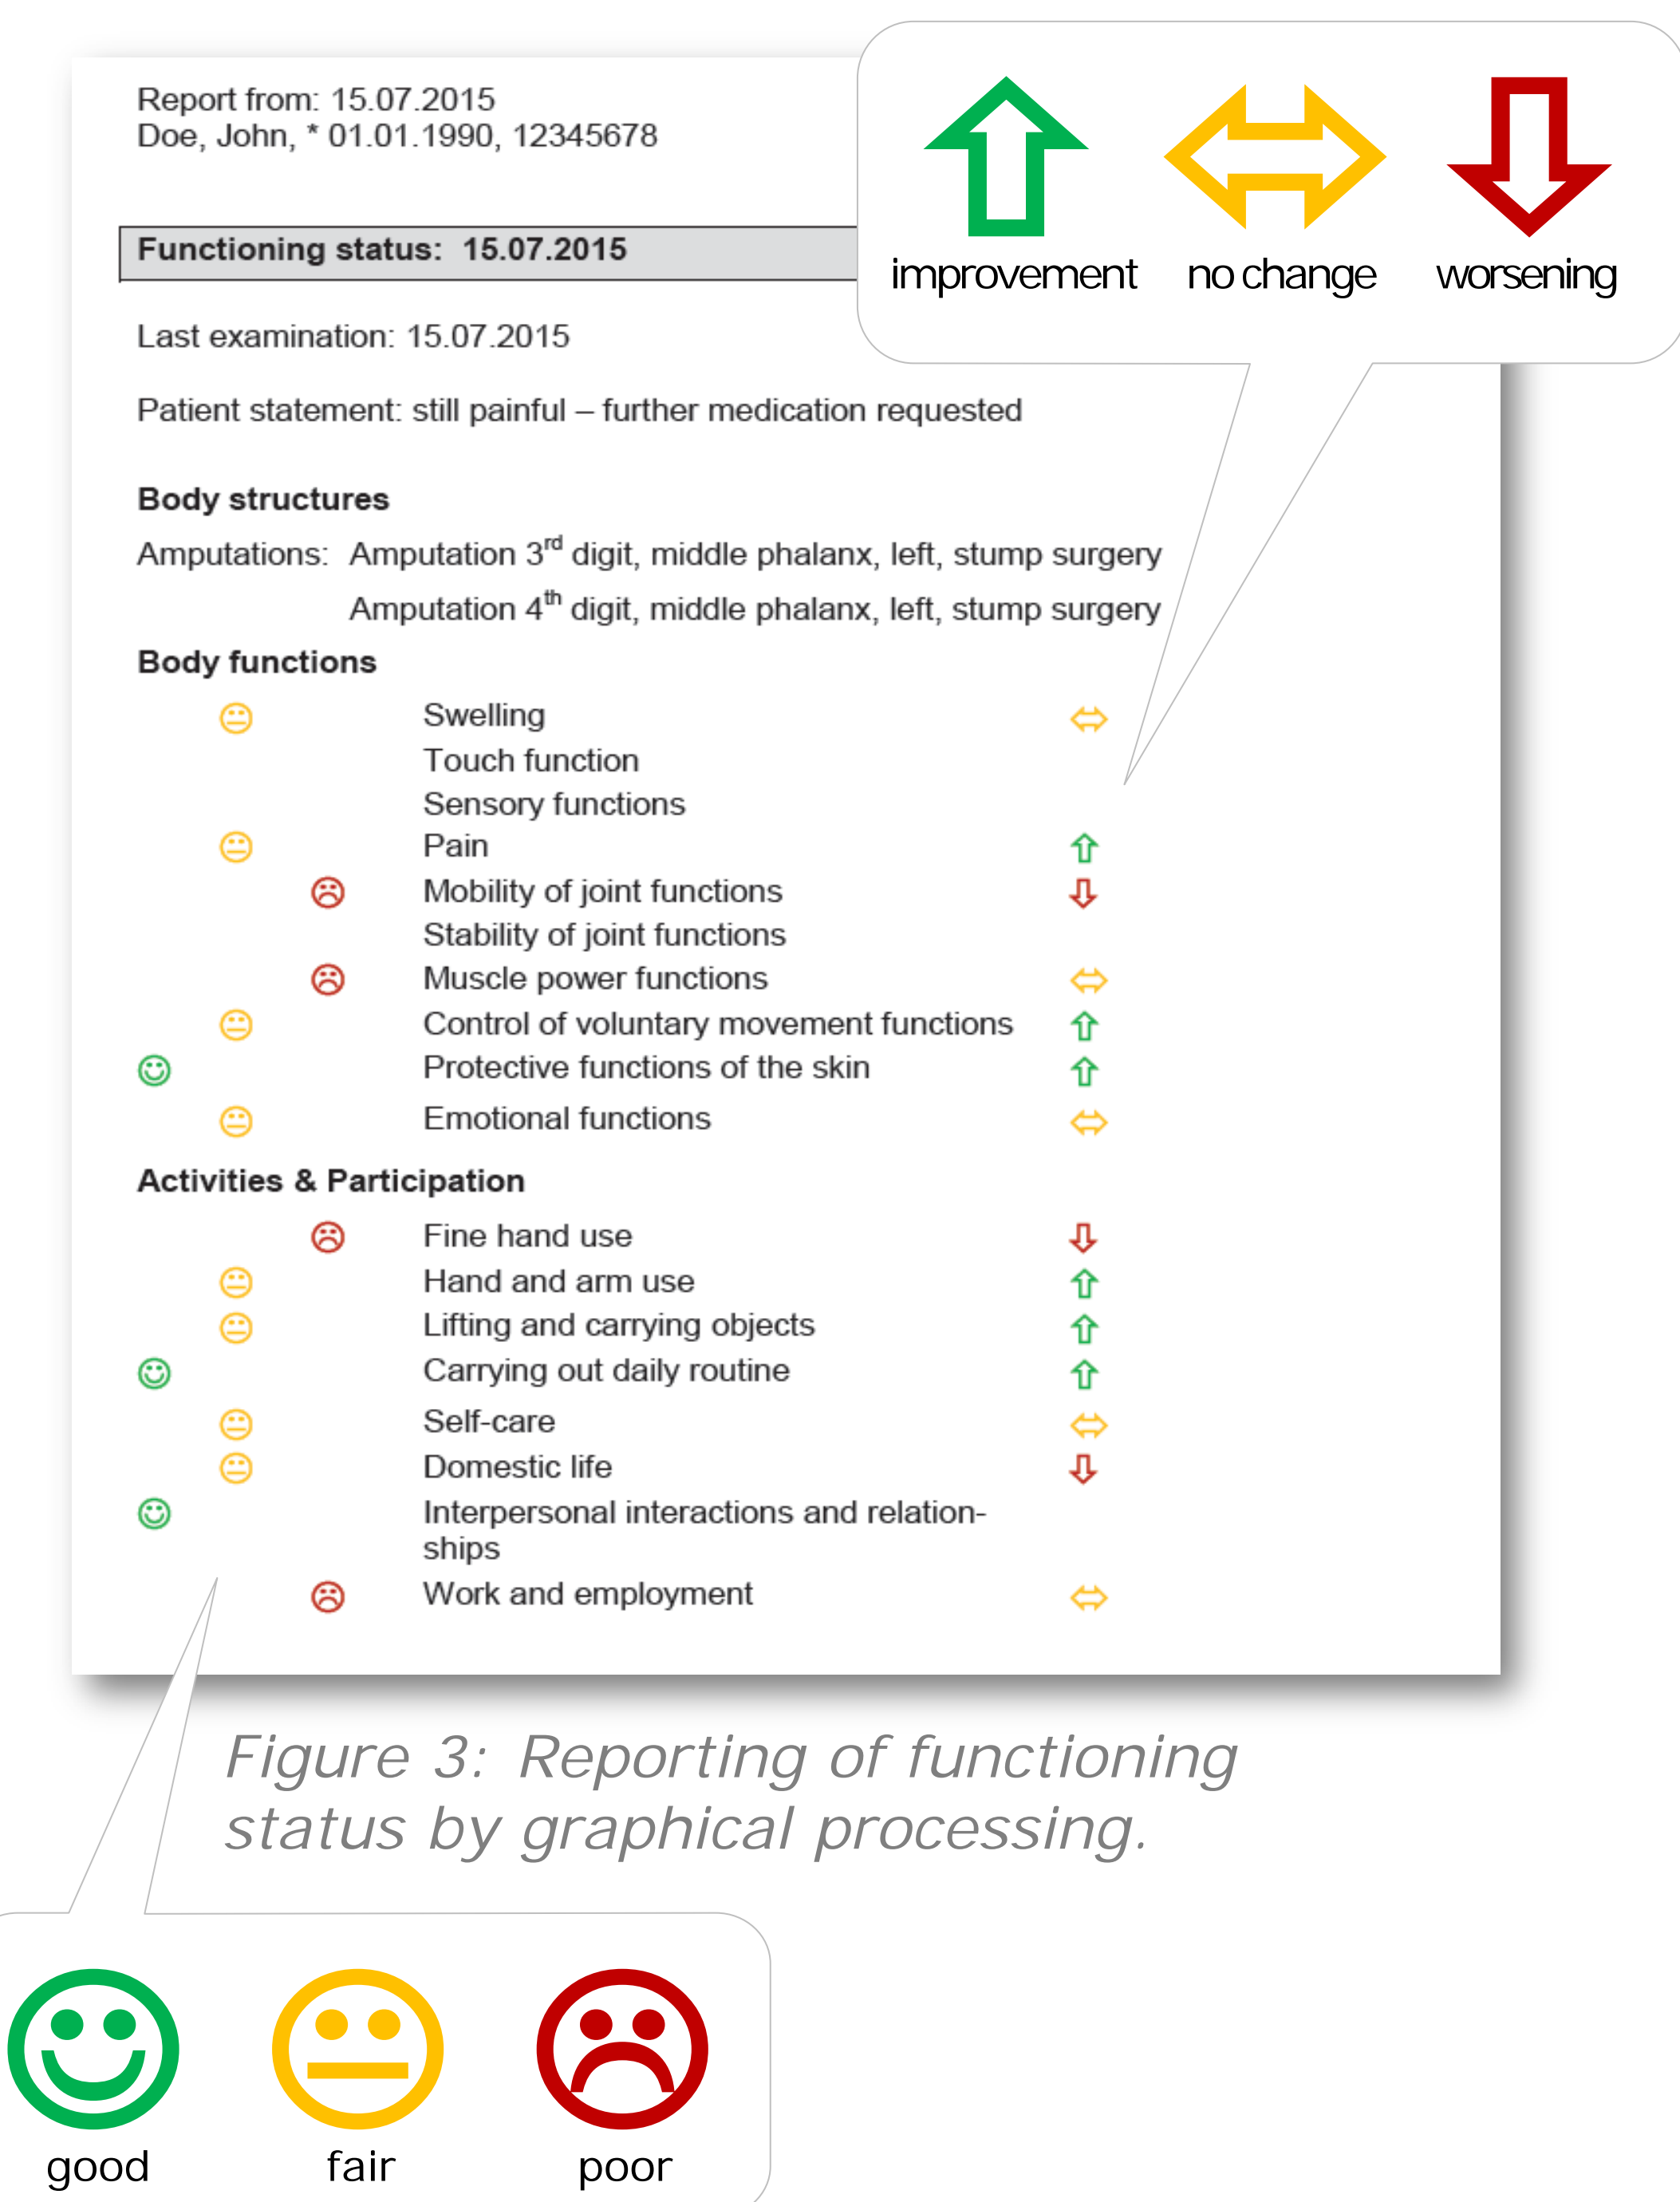 Report from: 15.07.2015
Doe, John, * 01.01.1990, 12345678
improvement no change worsening
Functioning status: 15.07.2015
Last examination: 15.07.2015
Patient statement: still painful – further medication requested
Body structures
Amputations: Amputation 3rd digit, middle phalanx, left, stump surgery
Amputation 4th digit, middle phalanx, left, stump surgery
Body functions
Swelling
Touch function
Sensory functions
Pain
Mobility of joint functions
Stability of joint functions
Muscle power functions
Control of voluntary movement functions
Protective functions of the skin
Emotional functions
Activities & Participation
Fine hand use
Hand and arm use
Lifting and carrying objects
Carrying out daily routine
Self-care
Domestic life
Interpersonal interactions and relation-
ships
Work and employment
Figure 3: Reporting of functioning
status by graphical processing.
good fair poor